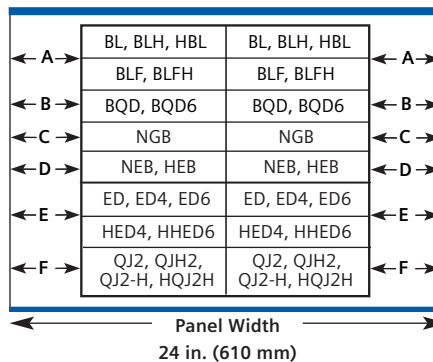 BL, BLH, HBL BL, BLH, HBL
A A
BLF, BLFH BLF, BLFH
B BQD, BQD6 BQD, BQD6 B
C NGB NGB C
D NEB, HEB NEB, HEB D
ED, ED4, ED6 ED, ED4, ED6
E E
HED4, HHED6 HED4, HHED6
QJ2, QJH2, QJ2, QJH2,
F F
QJ2-H, HQJ2H QJ2-H, HQJ2H
Panel Width
24 in. (610 mm)